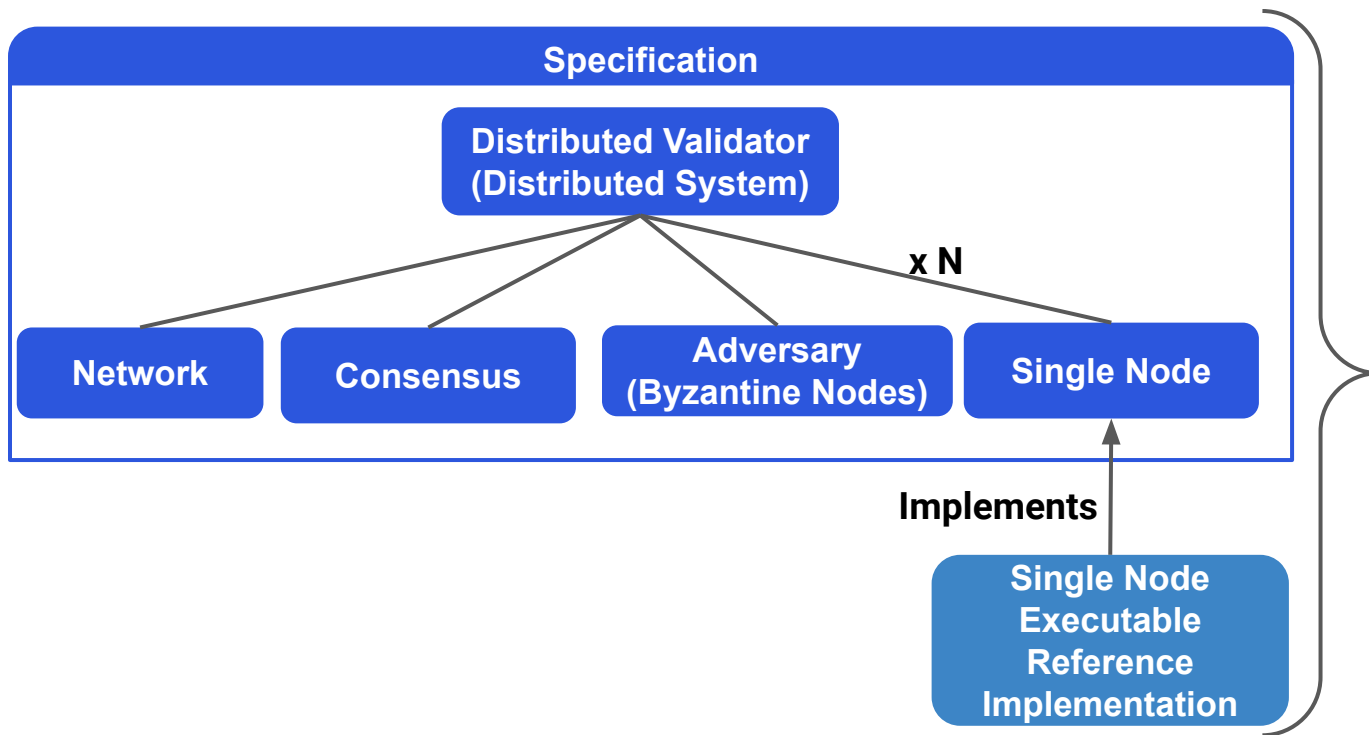 Specification
Distributed Validator
(Distributed System)
x N
Network
Consensus
Adversary
(Byzantine Nodes)
Single Node
Implements
Single Node
Executable
Reference
Implementation